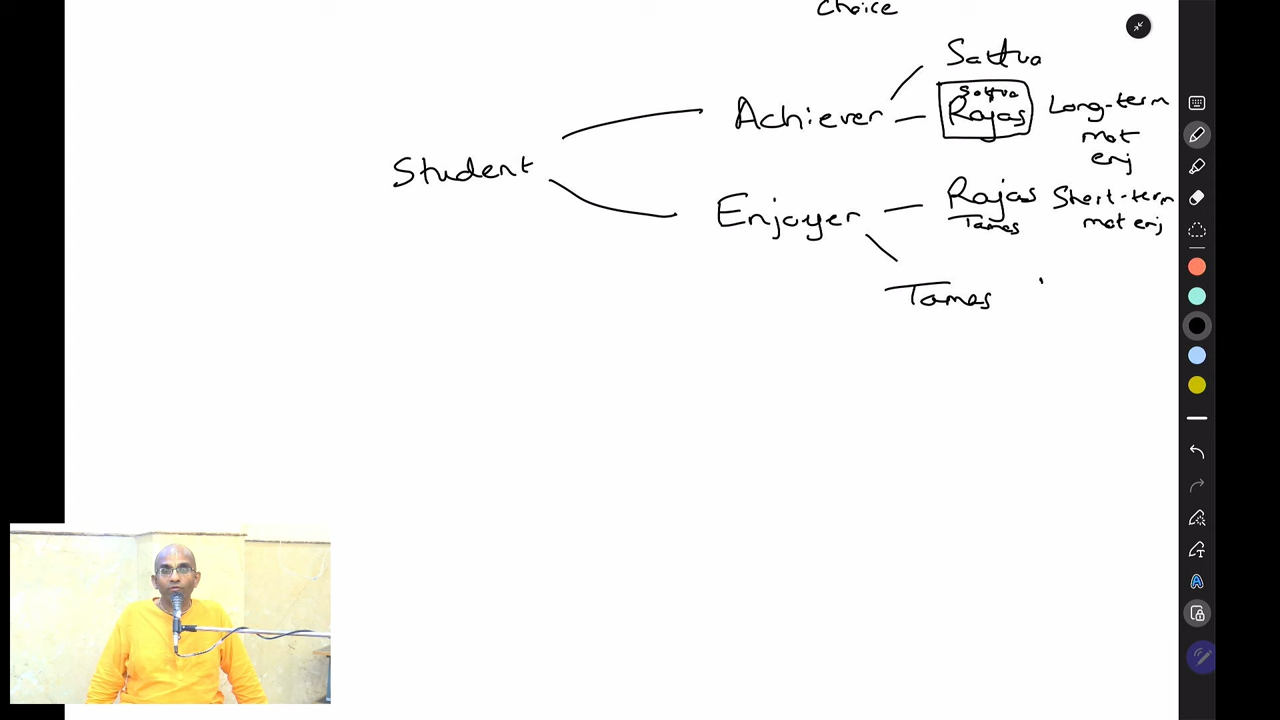 Choice
Sattva
Sattva
Achiever Rajas Long-term
mat
enj
Student
Enjoyer Rajas Short-term
Tamas mat enj
Tamas